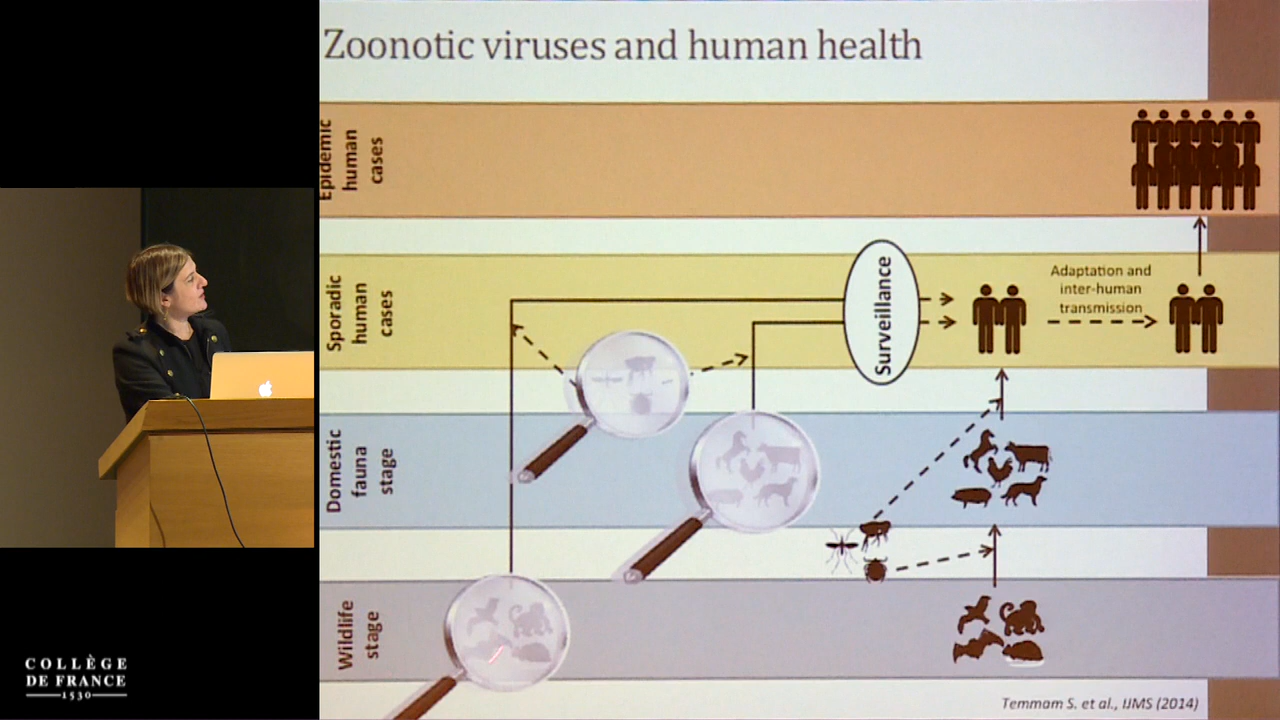 Zoonotic viruses and human health
Epidemic
human
cases
Sporadic
human
cases
Surveillance
Adaptation and
inter-human
transmission
Domestic
fauna
stage
Wildlife
stage
Temmam S. et al., IJMS (2014)
COLLÈGE
DE FRANCE
1530